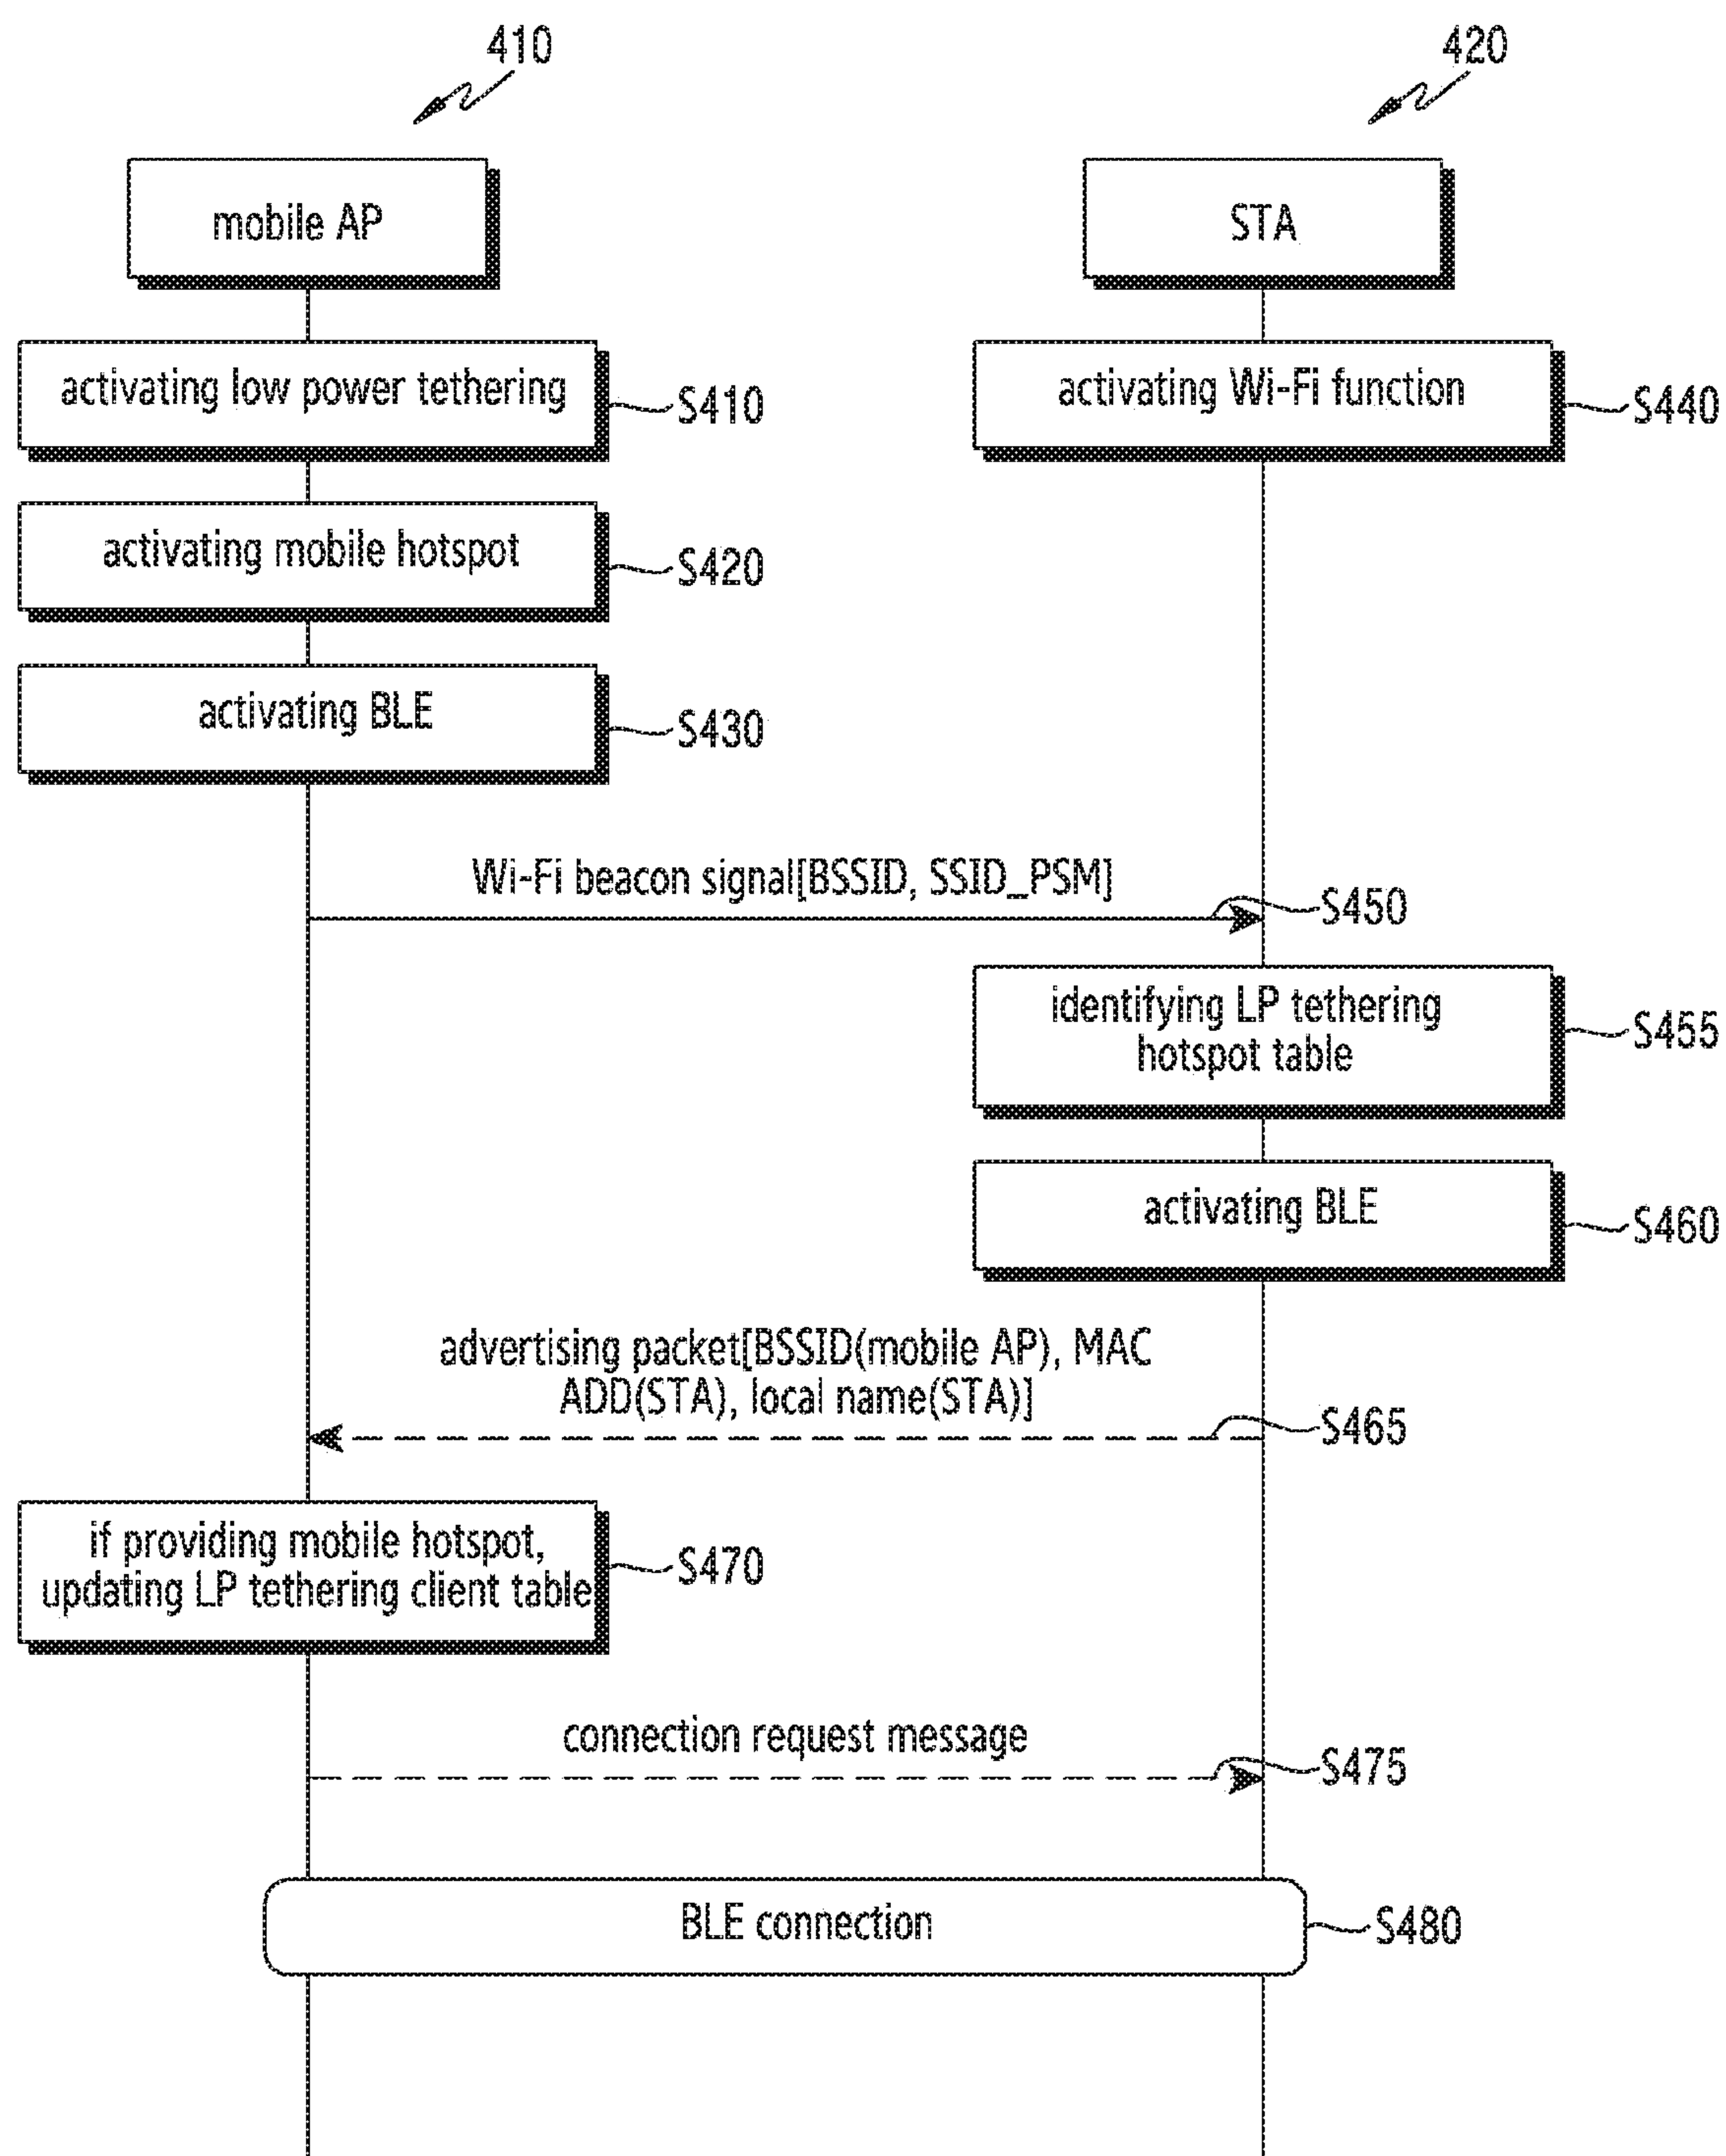 410
420
mobile AP
STA
activating low power tethering
S410
activating Wi-Fi function
S440
activating mobile hotspot
S420
activating BLE
S430
Wi-Fi beacon signal[BSSID, SSID_PSM]
S450
identifying LP tethering
hotspot table
S455
activating BLE
S460
advertising packet[BSSID(mobile AP), MAC
ADD(STA), local name(STA)]
S465
if providing mobile hotspot,
updating LP tethering client table
S470
connection request message
S475
BLE connection
S480